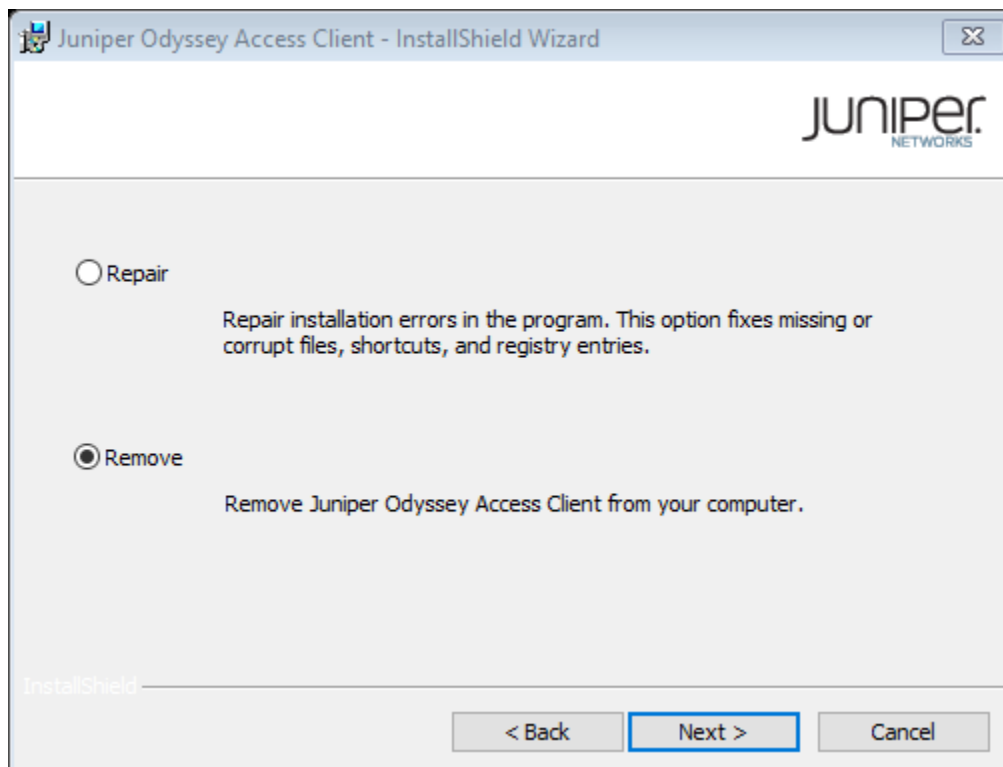 Juniper Odyssey Access Client - InstallShield Wizard
JUNIPer
NETWORKS
Repair
Repair installation errors in the program. This option fixes missing or
corrupt files, shortcuts, and registry entries.
Remove
Remove Juniper Odyssey Access Client from your computer.
InstallShield
< Back Next > Cancel